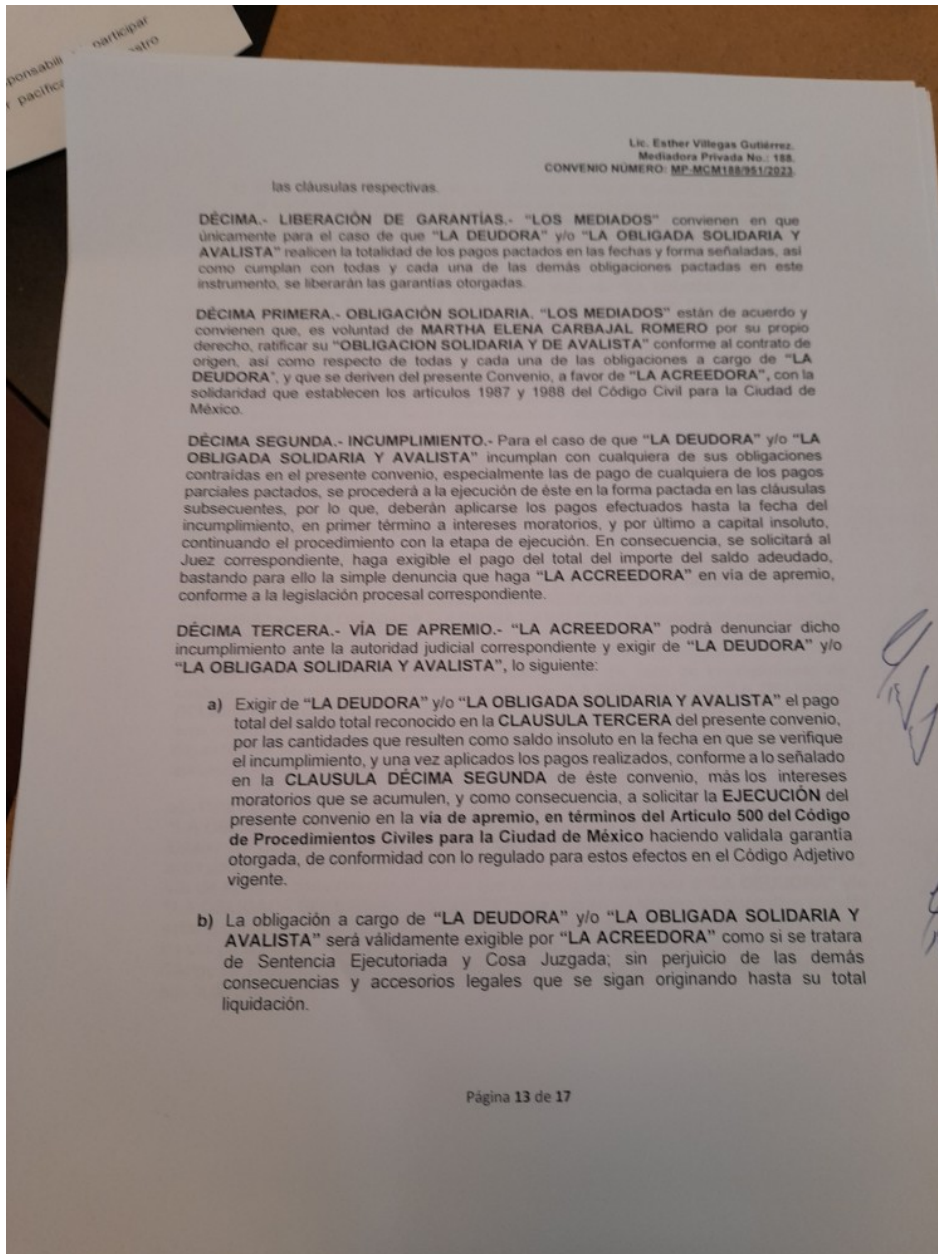 participar
stro
ponsabili
pacífica
Lic. Esther Villegas Gutiérrez.
Mediadora Privada No.: 188.
CONVENIO NÚMERO: MP-MCM188/951/2023.
las cláusulas respectivas.
DÉCIMA.- LIBERACIÓN DE GARANTÍAS.- “LOS MEDIADOS” convienen en que
únicamente para el caso de que “LA DEUDORA” y/o “LA OBLIGADA SOLIDARIA Y
AVALISTA” realicen la totalidad de los pagos pactados en las fechas y forma señaladas, así
como cumplan con todas y cada una de las demás obligaciones pactadas en este
instrumento, se liberarán las garantías otorgadas.
DÉCIMA PRIMERA.- OBLIGACIÓN SOLIDARIA. “LOS MEDIADOS” están de acuerdo y
convienen que, es voluntad de MARTHA ELENA CARBAJAL ROMERO por su propio
derecho, ratificar su “OBLIGACION SOLIDARIA Y DE AVALISTA” conforme al contrato de
origen, así como respecto de todas y cada una de las obligaciones a cargo de “LA
DEUDORA”, y que se deriven del presente Convenio, a favor de “LA ACREEDORA”, con la
solidaridad que establecen los artículos 1987 y 1988 del Código Civil para la Ciudad de
México.
DÉCIMA SEGUNDA.- INCUMPLIMIENTO.- Para el caso de que “LA DEUDORA” y/o “LA
OBLIGADA SOLIDARIA Y AVALISTA” incumplan con cualquiera de sus obligaciones
contraídas en el presente convenio, especialmente las de pago de cualquiera de los pagos
parciales pactados, se procederá a la ejecución de éste en la forma pactada en las cláusulas
subsecuentes, por lo que, deberán aplicarse los pagos efectuados hasta la fecha del
incumplimiento, en primer término a intereses moratorios, y por último a capital insoluto,
continuando el procedimiento con la etapa de ejecución. En consecuencia, se solicitará al
Juez correspondiente, haga exigible el pago del total del importe del saldo adeudado,
bastando para ello la simple denuncia que haga “LA ACCREEDORA” en vía de apremio,
conforme a la legislación procesal correspondiente.
DÉCIMA TERCERA.- VÍA DE APREMIO.- “LA ACREEDORA” podrá denunciar dicho
incumplimiento ante la autoridad judicial correspondiente y exigir de “LA DEUDORA” y/o
“LA OBLIGADA SOLIDARIA Y AVALISTA”, lo siguiente:
a) Exigir de “LA DEUDORA” y/o “LA OBLIGADA SOLIDARIA Y AVALISTA” el pago
total del saldo total reconocido en la CLAUSULA TERCERA del presente convenio,
por las cantidades que resulten como saldo insoluto en la fecha en que se verifique
el incumplimiento, y una vez aplicados los pagos realizados, conforme a lo señalado
en la CLAUSULA DÉCIMA SEGUNDA de éste convenio, más los intereses
moratorios que se acumulen, y como consecuencia, a solicitar la EJECUCIÓN del
presente convenio en la vía de apremio, en términos del Artículo 500 del Código
de Procedimientos Civiles para la Ciudad de México haciendo validala garantía
otorgada, de conformidad con lo regulado para estos efectos en el Código Adjetivo
vigente.
b) La obligación a cargo de “LA DEUDORA” y/o “LA OBLIGADA SOLIDARIA Y
AVALISTA” será válidamente exigible por “LA ACREEDORA” como si se tratara
de Sentencia Ejecutoriada y Cosa Juzgada; sin perjuicio de las demás
consecuencias y accesorios legales que se sigan originando hasta su total
liquidación.
Página 13 de 17